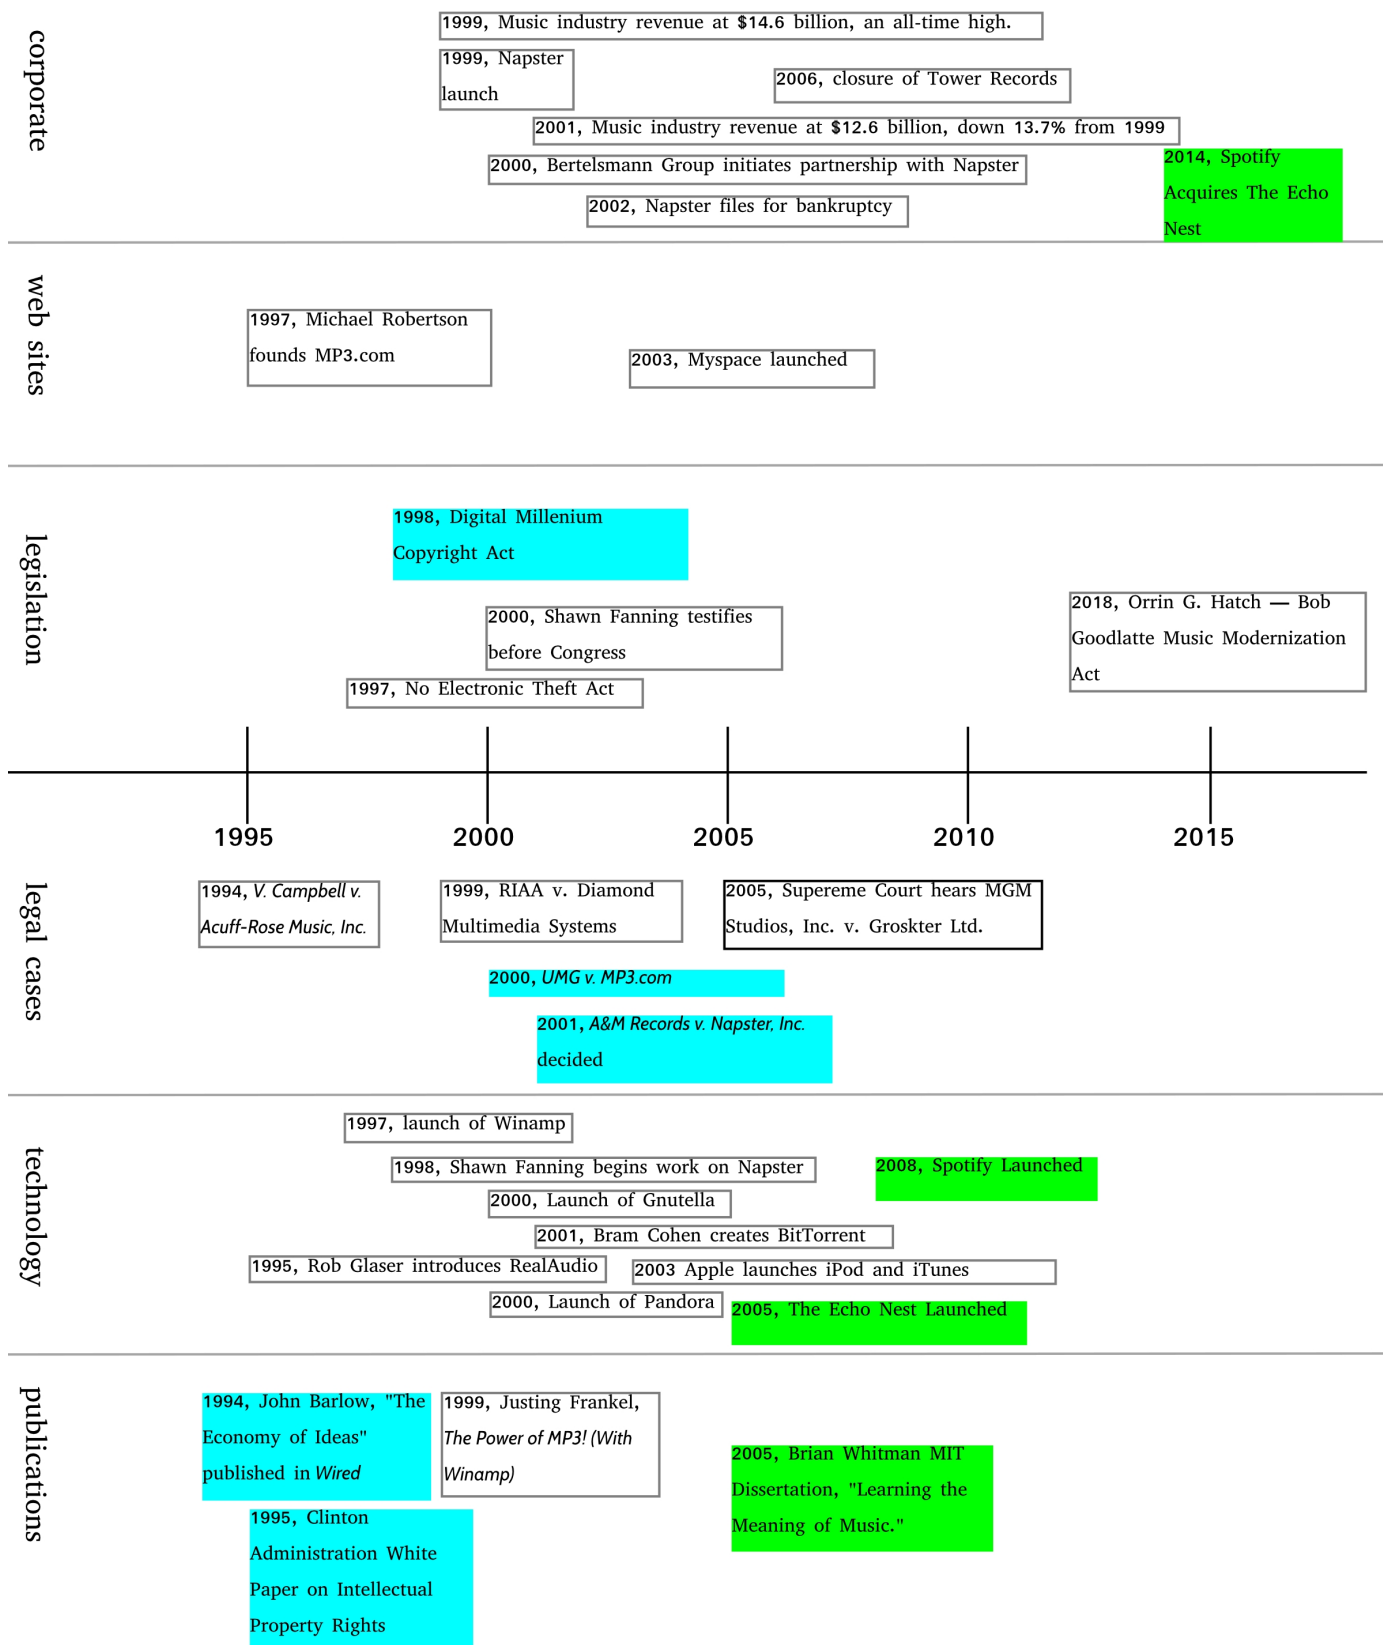 corporate
1999, Music industry revenue at $14.6 billion, an all-time high.
1999, Napster
launch
2006, closure of Tower Records
2001, Music industry revenue at $12.6 billion, down 13.7% from 1999
2000, Bertelsmann Group initiates partnership with Napster
2014, Spotify
Acquires The Echo
Nest
2002, Napster files for bankruptcy
web sites
1997, Michael Robertson
founds MP3.com
2003, Myspace launched
legislation
1998, Digital Millenium
Copyright Act
2000, Shawn Fanning testifies
before Congress
2018, Orrin G. Hatch — Bob
Goodlatte Music Modernization
Act
1997, No Electronic Theft Act
1995
2000
2005
2010
2015
legal cases
1994, V. Campbell v.
Acuff-Rose Music, Inc.
1999, RIAA v. Diamond
Multimedia Systems
2005, Supereme Court hears MGM
Studios, Inc. v. Groskter Ltd.
2000, UMG v. MP3.com
2001, A&M Records v. Napster, Inc.
decided
technology
1997, launch of Winamp
1998, Shawn Fanning begins work on Napster
2008, Spotify Launched
2000, Launch of Gnutella
2001, Bram Cohen creates BitTorrent
1995, Rob Glaser introduces RealAudio
2003 Apple launches iPod and iTunes
2000, Launch of Pandora
2005, The Echo Nest Launched
publications
1994, John Barlow, "The
Economy of Ideas"
published in Wired
1999, Justing Frankel,
The Power of MP3! (With
Winamp)
2005, Brian Whitman MIT
Dissertation, "Learning the
Meaning of Music."
1995, Clinton
Administration White
Paper on Intellectual
Property Rights